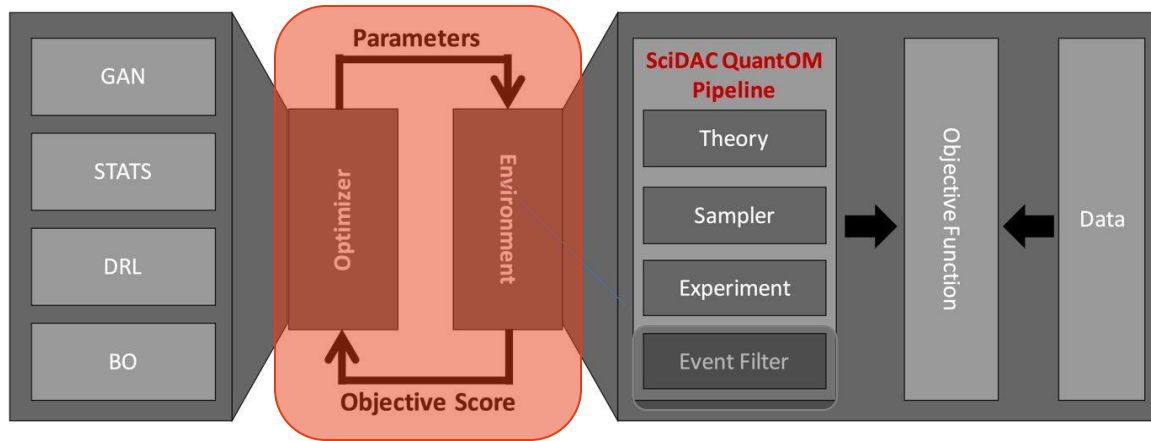 GAN
STATS
DRL
BO
Parameters
Optimizer
Environment
Objective Score
SciDAC QuantOM
Pipeline
Theory
Sampler
Experiment
Event Filter
Objective Function
Data